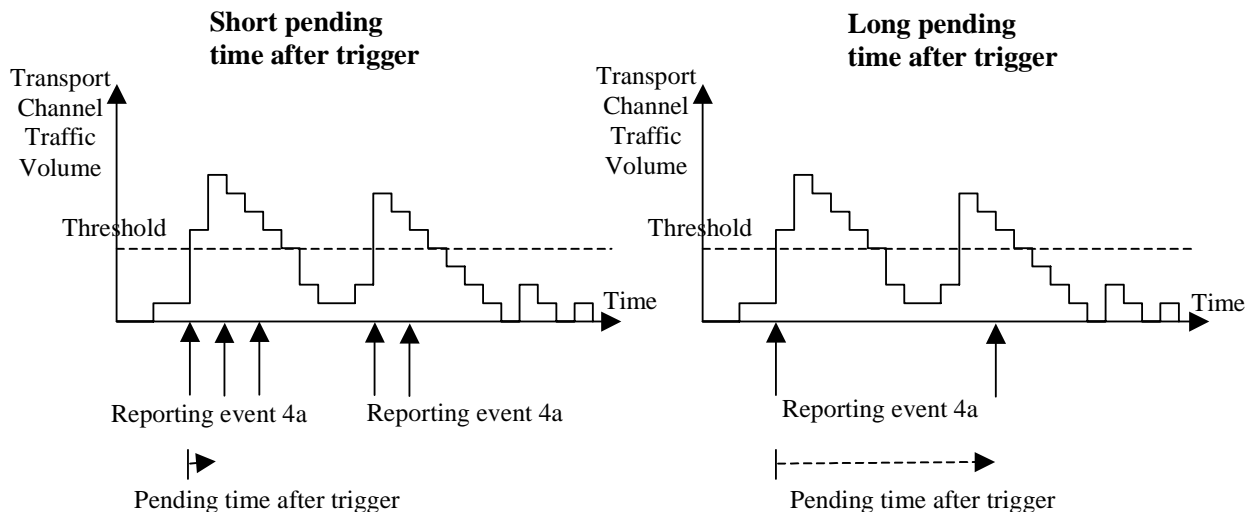 Short pending
time after trigger
Transport
Channel
Traffic
Volume
Threshold
Time
Reporting event 4a
Reporting event 4a
Pending time after trigger
Long pending
time after trigger
Transport
Channel
Traffic
Volume
Threshold
Time
Reporting event 4a
Pending time after trigger